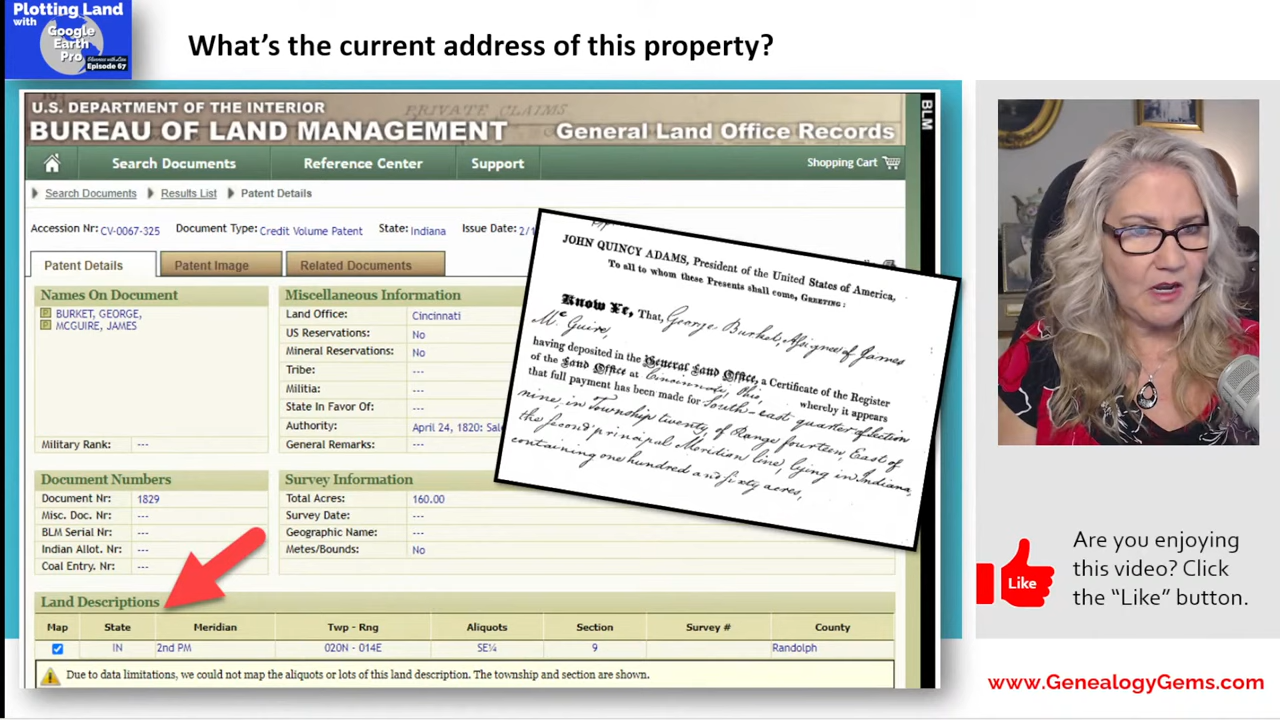 Plotting Land
with
Google
Earth
Pro
Episode 67
What's the current address of this property?
U.S. DEPARTMENT OF THE INTERIOR
PRIVATE CLAIMS
BUREAU OF LAND MANAGEMENT
General Land Office Records
BLM
Search Documents
Reference Center
Support
Shopping Cart
Search Documents Results List Patent Details
Accession Nr: CV-0067-325 Document Type: Credit Volume Patent State: Indiana Issue Date: 2/1
Patent Details Patent Image Related Documents
Names On Document
BURKET, GEORGE,
MCGUIRE, JAMES
Military Rank: ---
Miscellaneous Information
Land Office: Cincinnati
US Reservations: No
Mineral Reservations: No
Tribe: ---
Militia: ---
State In Favor Of: ---
Authority: April 24, 1820: Sal
General Remarks: ---
JOHN QUINCY ADAMS, President of the United States of America,
To all to whom these Presents shall come, GREETING:
Know Ye, That, George Burket, Assignee of James
McGuire,
having deposited in the General Land Office, a Certificate of the Register
of the Land Office at Cincinnati, Ohio, whereby it appears
that full payment has been made for South-east quarter of Section
nine, in Township twenty, of Range fourteen, East of
the second principal Meridian line, lying in Indiana,
containing one hundred and sixty acres,
Document Numbers
Document Nr: 1829
Misc. Doc. Nr: ---
BLM Serial Nr: ---
Indian Allot. Nr: ---
Coal Entry. Nr: ---
Survey Information
Total Acres: 160.00
Survey Date: ---
Geographic Name: ---
Metes/Bounds: No
Land Descriptions
Map State Meridian Twp - Rng Aliquots Section Survey # County
IN 2nd PM 020N - 014E SE¼ 9 Randolph
Due to data limitations, we could not map the aliquots or lots of this land description. The township and section are shown.
Like
Are you enjoying
this video? Click
the "Like" button.
www.GenealogyGems.com